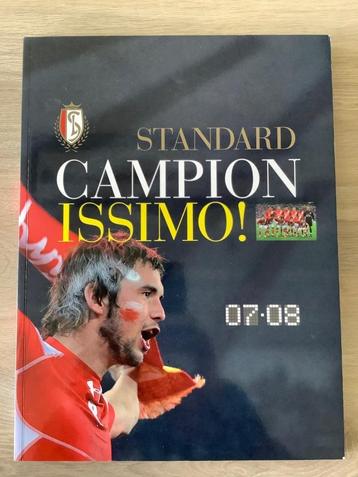 STANDARD
CAMPION
ISSIMO!
07·08